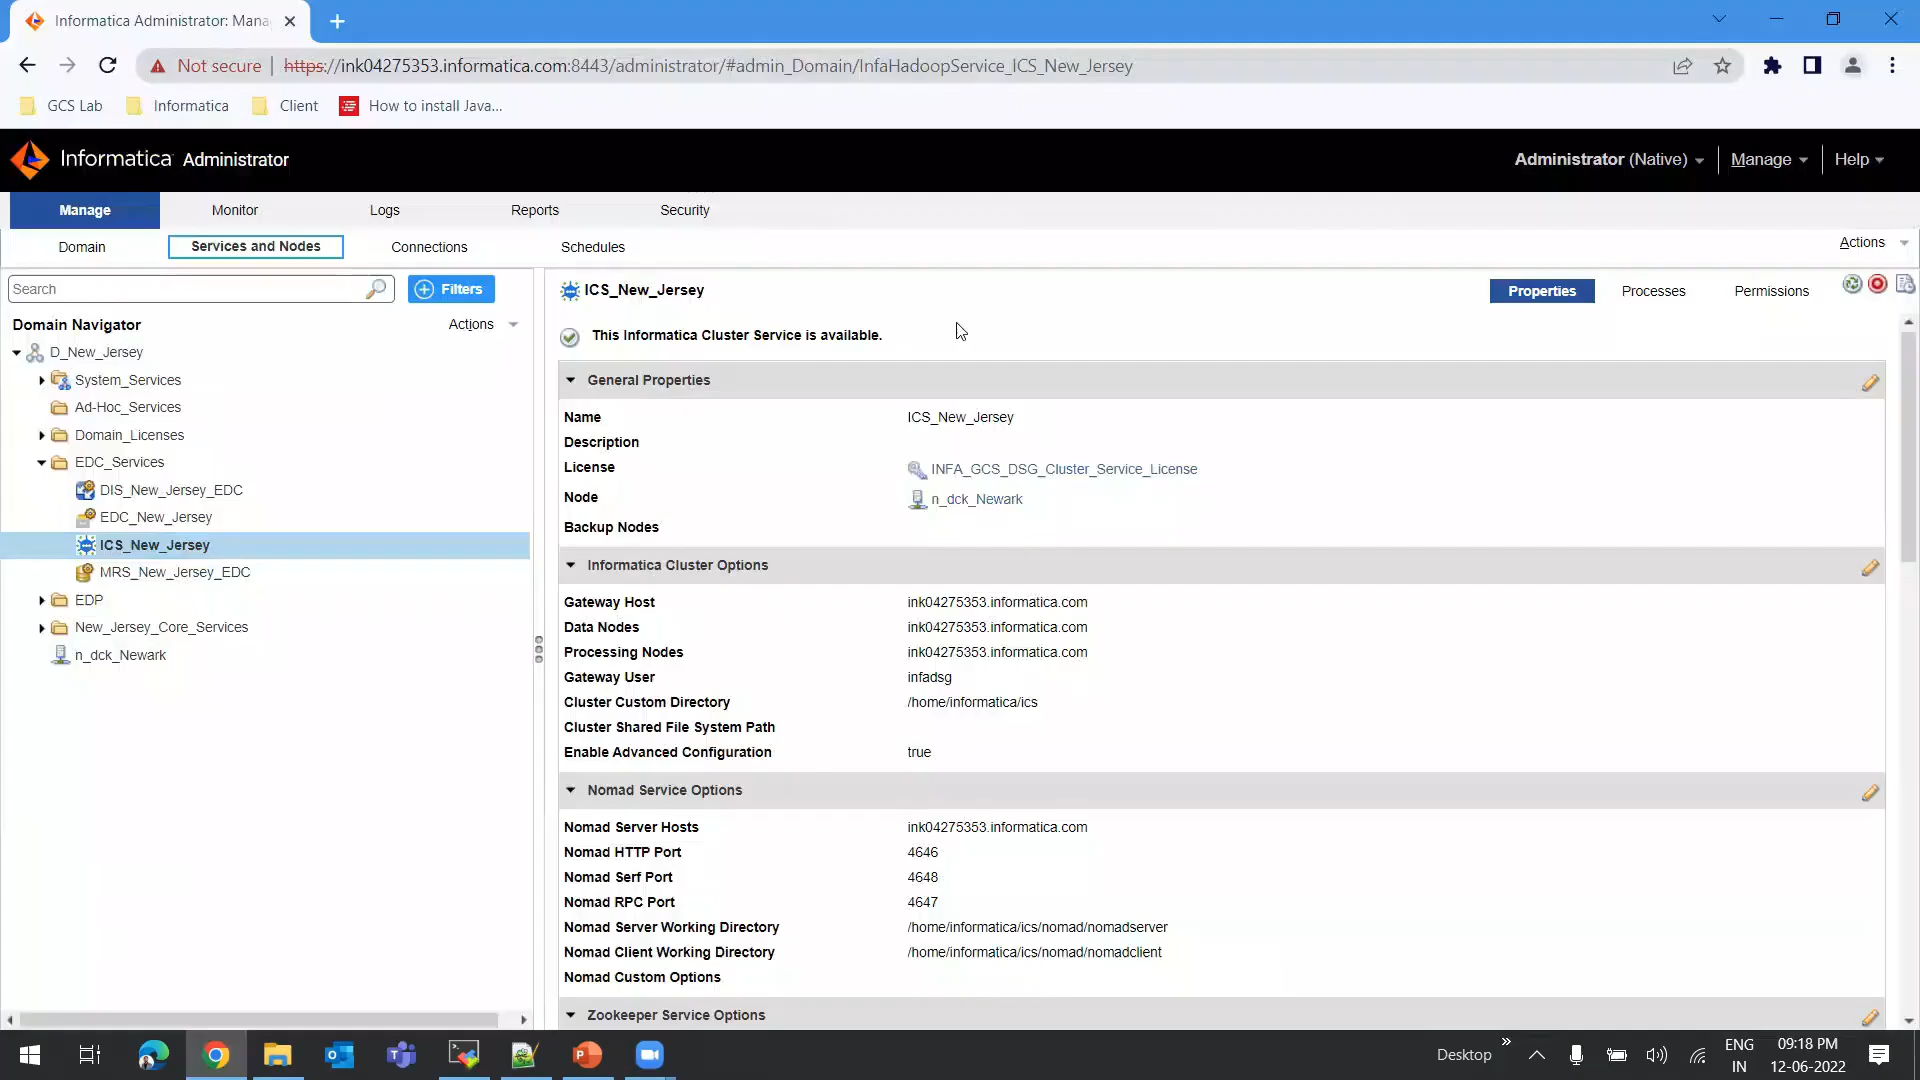 Informatica Administrator: Mana
Not secure | https://ink04275353.informatica.com:8443/administrator/#admin_Domain/InfaHadoopService_ICS_New_Jersey
GCS Lab Informatica Client How to install Java...
Informatica Administrator
Administrator (Native) Manage Help
Manage Monitor Logs Reports Security
Domain Services and Nodes Connections Schedules Actions
Search Filters
ICS_New_Jersey Properties Processes Permissions
Domain Navigator Actions
This Informatica Cluster Service is available.
D_New_Jersey
System_Services
Ad-Hoc_Services
Domain_Licenses
EDC_Services
DIS_New_Jersey_EDC
EDC_New_Jersey
ICS_New_Jersey
MRS_New_Jersey_EDC
EDP
New_Jersey_Core_Services
n_dck_Newark
General Properties
Name ICS_New_Jersey
Description
License INFA_GCS_DSG_Cluster_Service_License
Node n_dck_Newark
Backup Nodes
Informatica Cluster Options
Gateway Host ink04275353.informatica.com
Data Nodes ink04275353.informatica.com
Processing Nodes ink04275353.informatica.com
Gateway User infadsg
Cluster Custom Directory /home/informatica/ics
Cluster Shared File System Path
Enable Advanced Configuration true
Nomad Service Options
Nomad Server Hosts ink04275353.informatica.com
Nomad HTTP Port 4646
Nomad Serf Port 4648
Nomad RPC Port 4647
Nomad Server Working Directory /home/informatica/ics/nomad/nomadserver
Nomad Client Working Directory /home/informatica/ics/nomad/nomadclient
Nomad Custom Options
Zookeeper Service Options
Desktop
ENG
IN
09:18 PM
12-06-2022